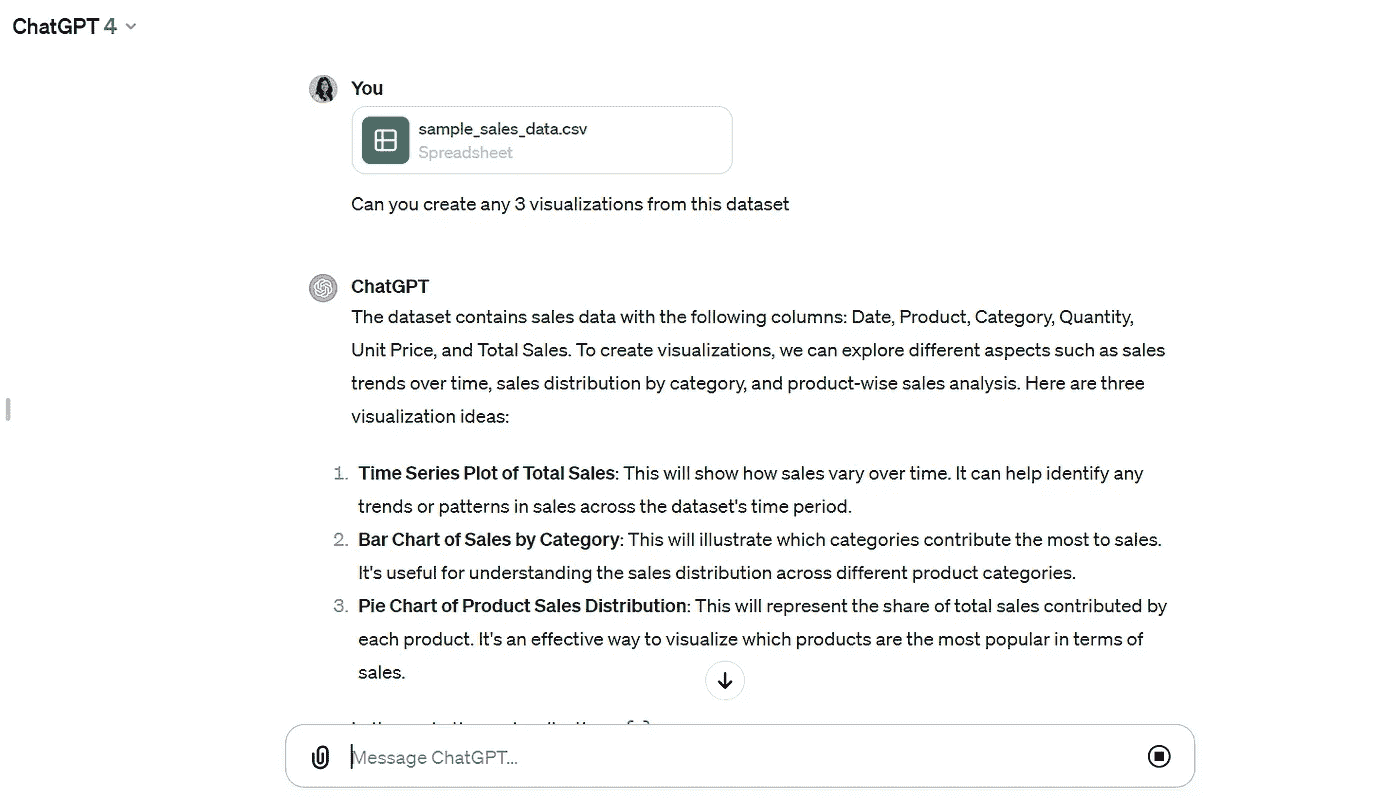 ChatGPT 4
You
sample_sales_data.csv
Spreadsheet
Can you create any 3 visualizations from this dataset
ChatGPT
The dataset contains sales data with the following columns: Date, Product, Category, Quantity,
Unit Price, and Total Sales. To create visualizations, we can explore different aspects such as sales
trends over time, sales distribution by category, and product-wise sales analysis. Here are three
visualization ideas:
1. Time Series Plot of Total Sales: This will show how sales vary over time. It can help identify any
trends or patterns in sales across the dataset's time period.
2. Bar Chart of Sales by Category: This will illustrate which categories contribute the most to sales.
It's useful for understanding the sales distribution across different product categories.
3. Pie Chart of Product Sales Distribution: This will represent the share of total sales contributed by
each product. It's an effective way to visualize which products are the most popular in terms of
sales.
Message ChatGPT...